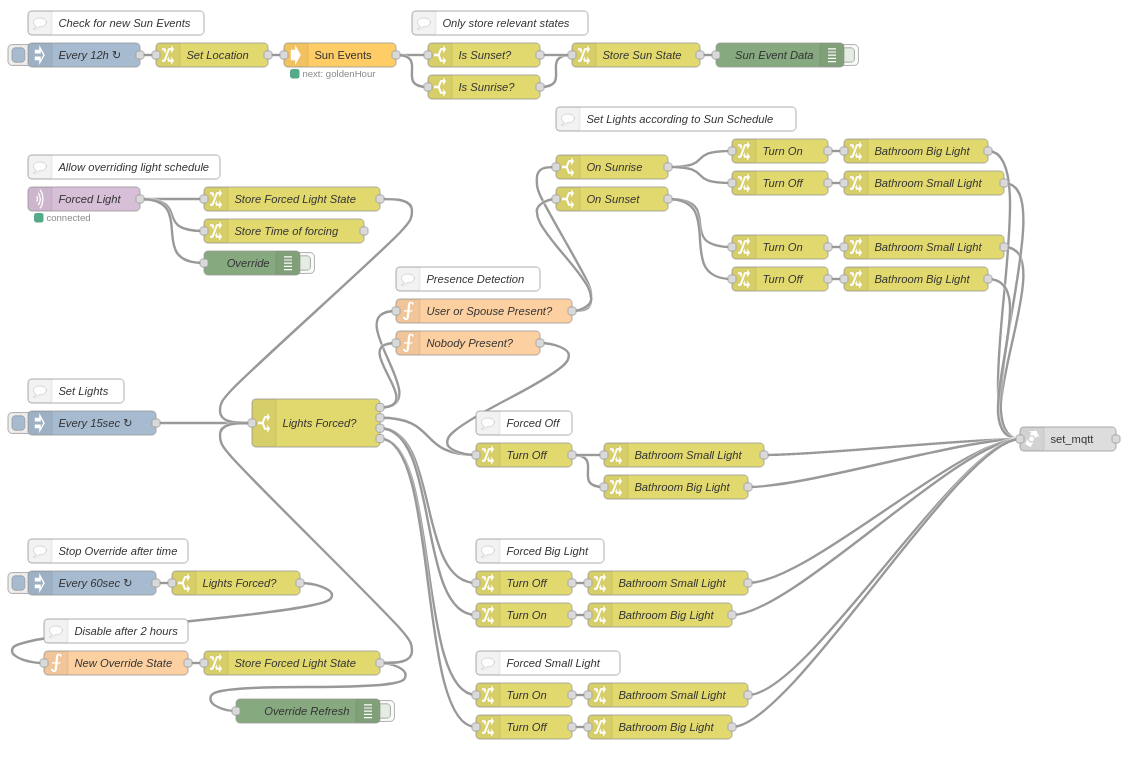 Check for new Sun Events
Only store relevant states
Every 12h ↻
Set Location
Sun Events
Is Sunset?
Store Sun State
Sun Event Data
next: goldenHour
Is Sunrise?
Set Lights according to Sun Schedule
Turn On
Bathroom Big Light
Allow overriding light schedule
On Sunrise
Turn Off
Bathroom Small Light
Forced Light
Store Forced Light State
On Sunset
connected
Store Time of forcing
Turn On
Bathroom Small Light
Override
Turn Off
Bathroom Big Light
Presence Detection
User or Spouse Present?
Nobody Present?
Set Lights
Every 15sec ↻
Lights Forced?
Forced Off
set_mqtt
Turn Off
Bathroom Small Light
Bathroom Big Light
Stop Override after time
Forced Big Light
Every 60sec ↻
Lights Forced?
Turn Off
Bathroom Small Light
Turn On
Bathroom Big Light
Disable after 2 hours
New Override State
Store Forced Light State
Forced Small Light
Turn On
Bathroom Small Light
Override Refresh
Turn Off
Bathroom Big Light